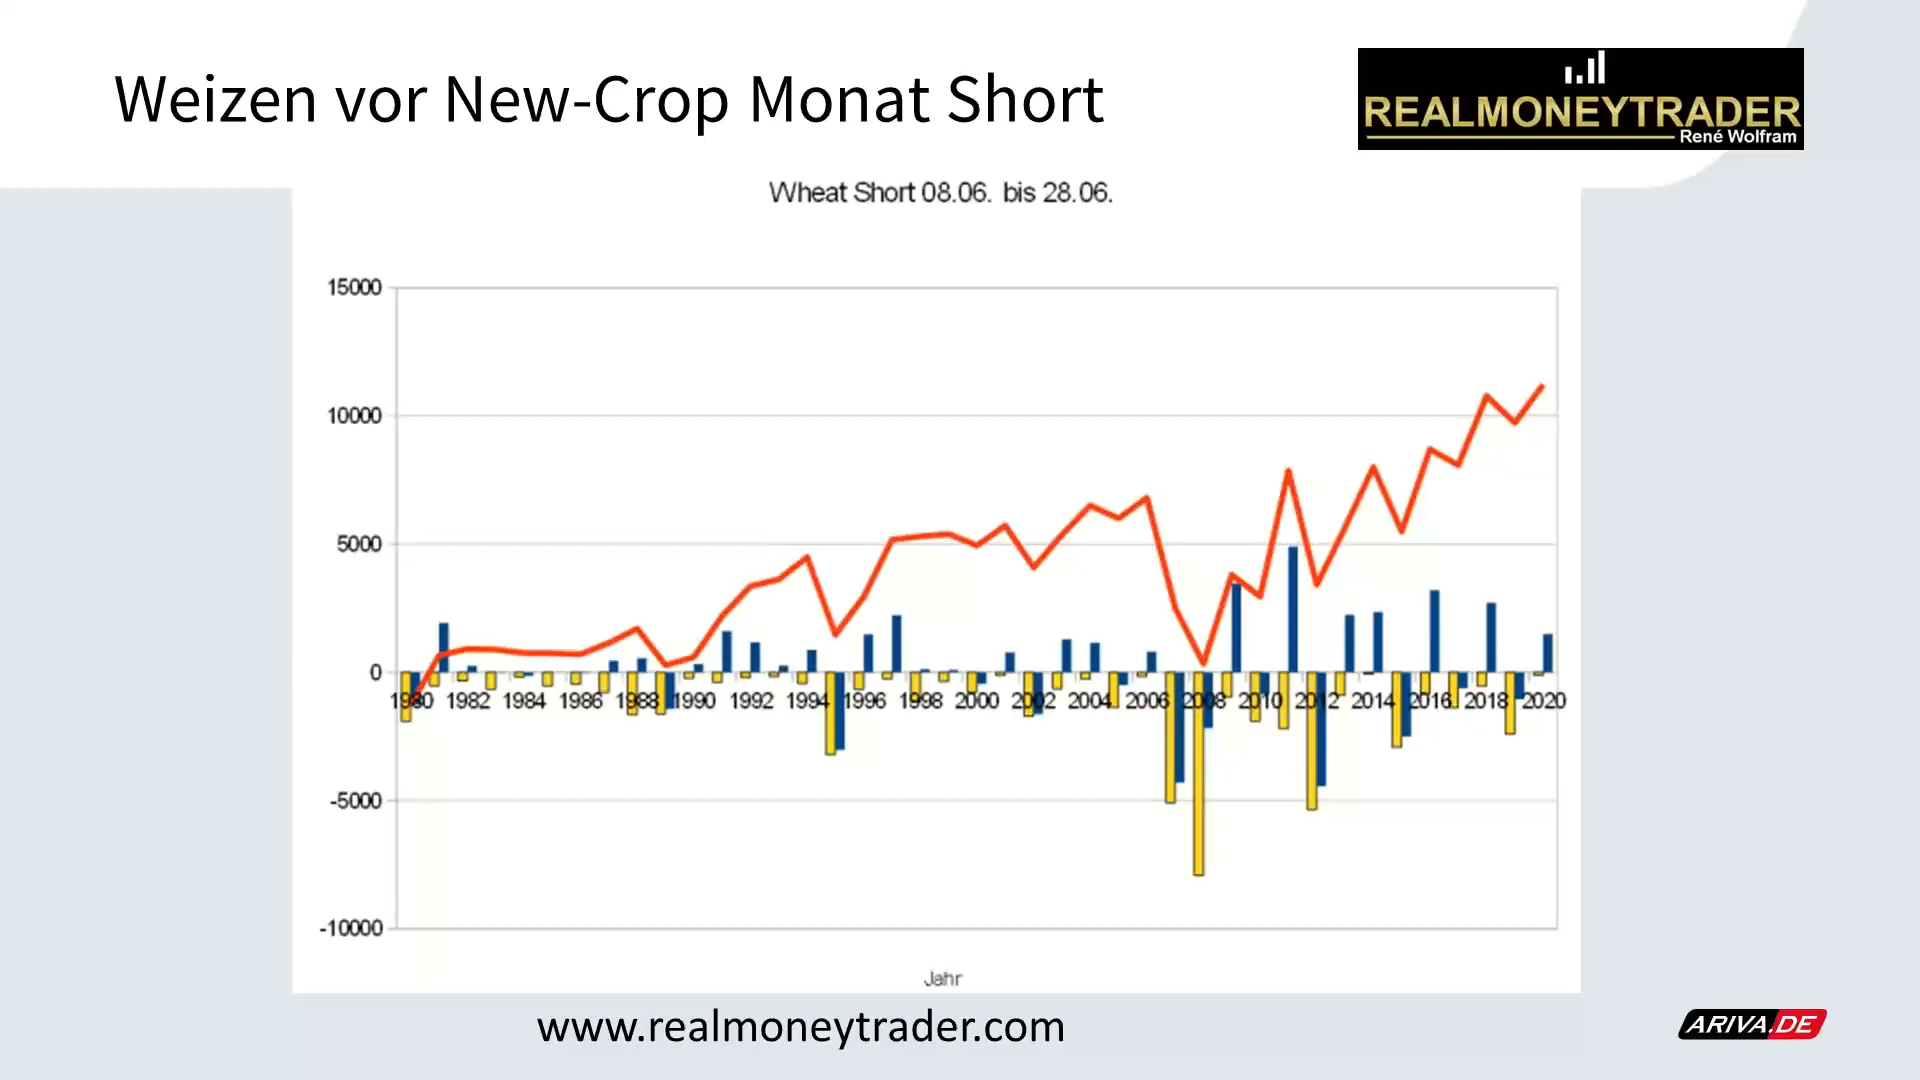 Weizen vor New-Crop Monat Short
REALMONEYTRADER
René Wolfram
Wheat Short 08.06. bis 28.06.
15000
10000
5000
0
-5000
-10000
1980 1982 1984 1986 1988 1990 1992 1994 1996 1998 2000 2002 2004 2006 2008 2010 2012 2014 2016 2018 2020
Jahr
www.realmoneytrader.com
ARIVA.DE